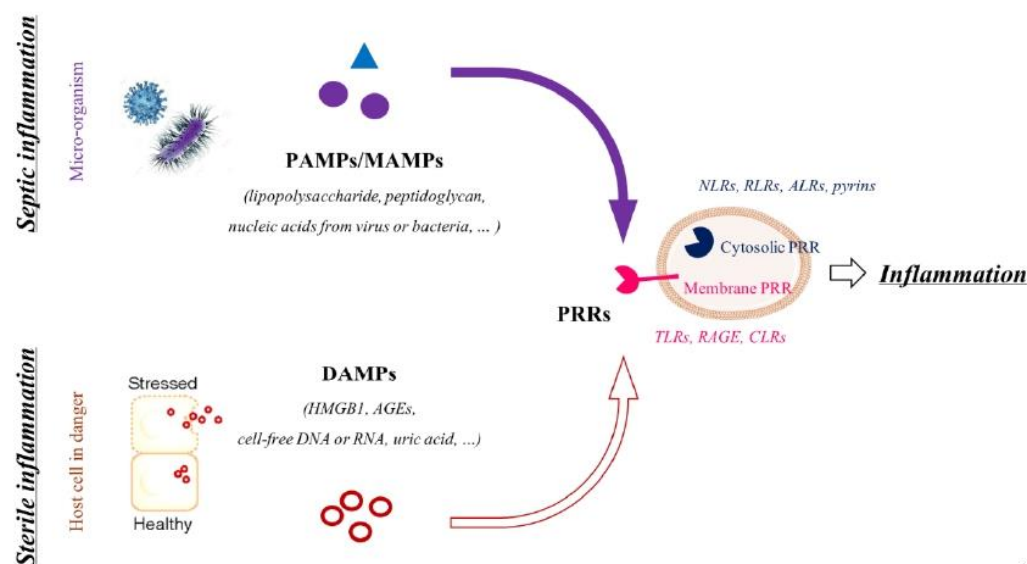 Septic inflammation
Micro-organism
PAMPs/MAMPs
(lipopolysaccharide, peptidoglycan,
nucleic acids from virus or bacteria, ... )
NLRs, RLRs, ALRs, pyrins
Cytosolic PRR
Membrane PRR
PRRs
TLRs, RAGE, CLRs
Inflammation
Sterile inflammation
Host cell in danger
Stressed
Healthy
DAMPs
(HMGB1, AGEs,
cell-free DNA or RNA, uric acid, ...)